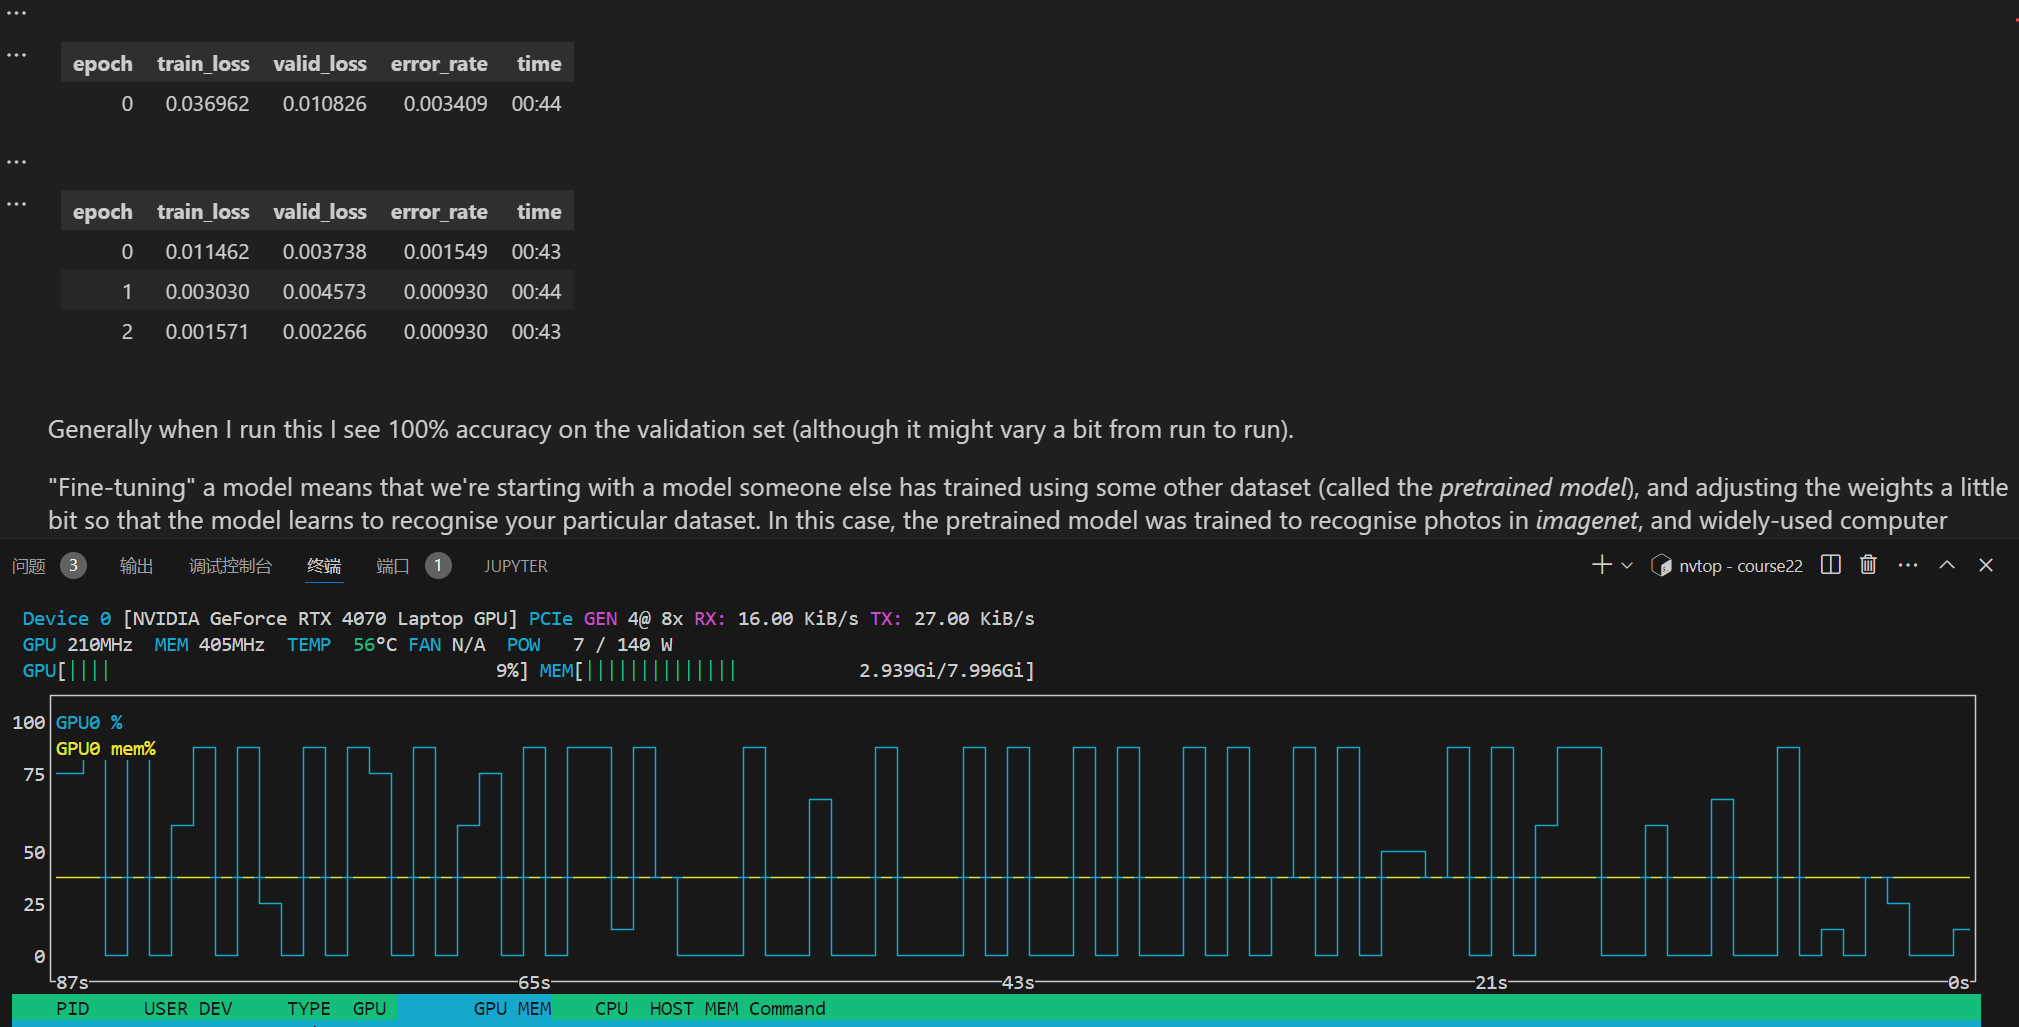 epoch train_loss valid_loss error_rate time
0 0.036962 0.010826 0.003409 00:44
epoch train_loss valid_loss error_rate time
0 0.011462 0.003738 0.001549 00:43
1 0.003030 0.004573 0.000930 00:44
2 0.001571 0.002266 0.000930 00:43
Generally when I run this I see 100% accuracy on the validation set (although it might vary a bit from run to run).
"Fine-tuning" a model means that we're starting with a model someone else has trained using some other dataset (called the pretrained model), and adjusting the weights a little
bit so that the model learns to recognise your particular dataset. In this case, the pretrained model was trained to recognise photos in imagenet, and widely-used computer
问题 3 输出 调试控制台 终端 端口 1 JUPYTER nvtop - course22
Device 0 [NVIDIA GeForce RTX 4070 Laptop GPU] PCIe GEN 4@ 8x RX: 16.00 KiB/s TX: 27.00 KiB/s
GPU 210MHz MEM 405MHz TEMP 56°C FAN N/A POW 7 / 140 W
GPU[|||| 9%] MEM[|||||||||||||| 2.939Gi/7.996Gi]
100 GPU0 %
GPU0 mem%
75
50
25
0
87s 65s 43s 21s 0s
PID USER DEV TYPE GPU GPU MEM CPU HOST MEM Command